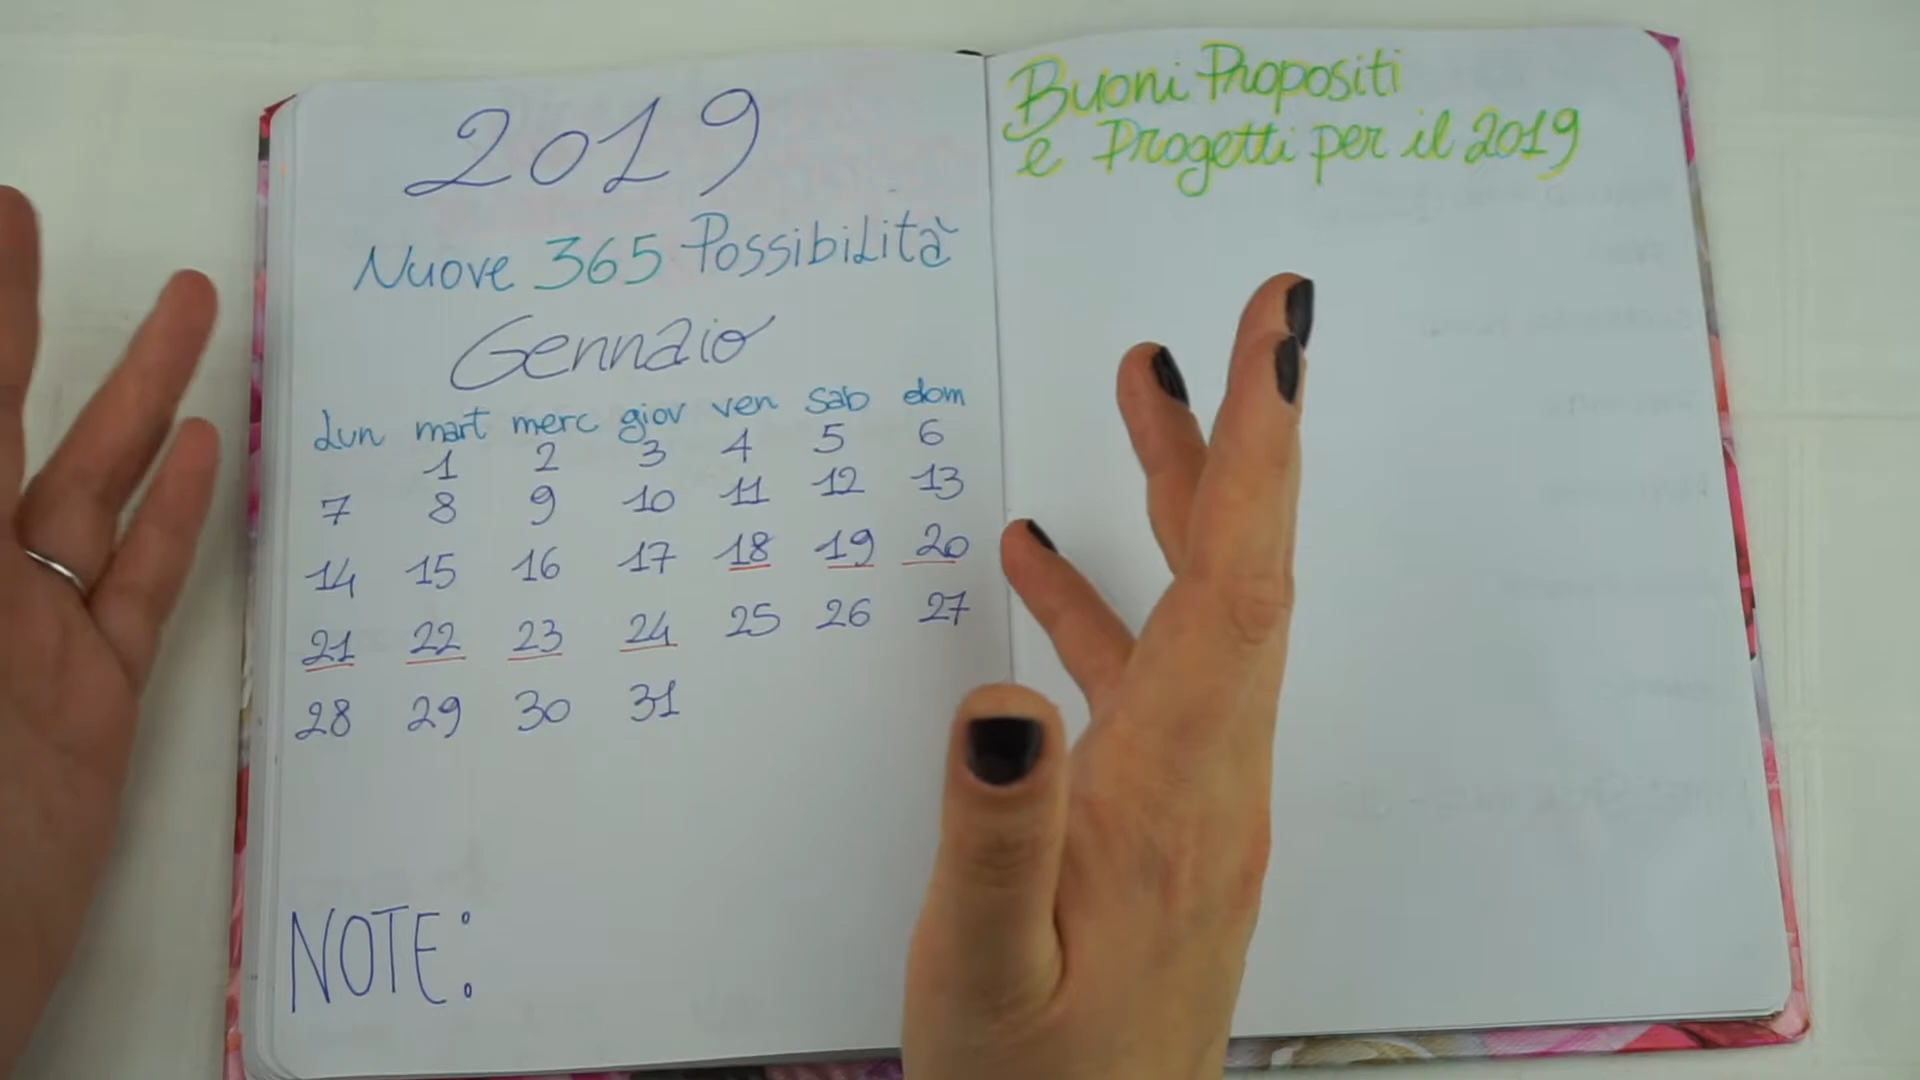 2019
Nuove 365 Possibilità
Gennaio
lun mart merc giov ven sab dom
1 2 3 4 5 6
7 8 9 10 11 12 13
14 15 16 17 18 19 20
21 22 23 24 25 26 27
28 29 30 31
NOTE:
Buoni Propositi
e Progetti per il 2019